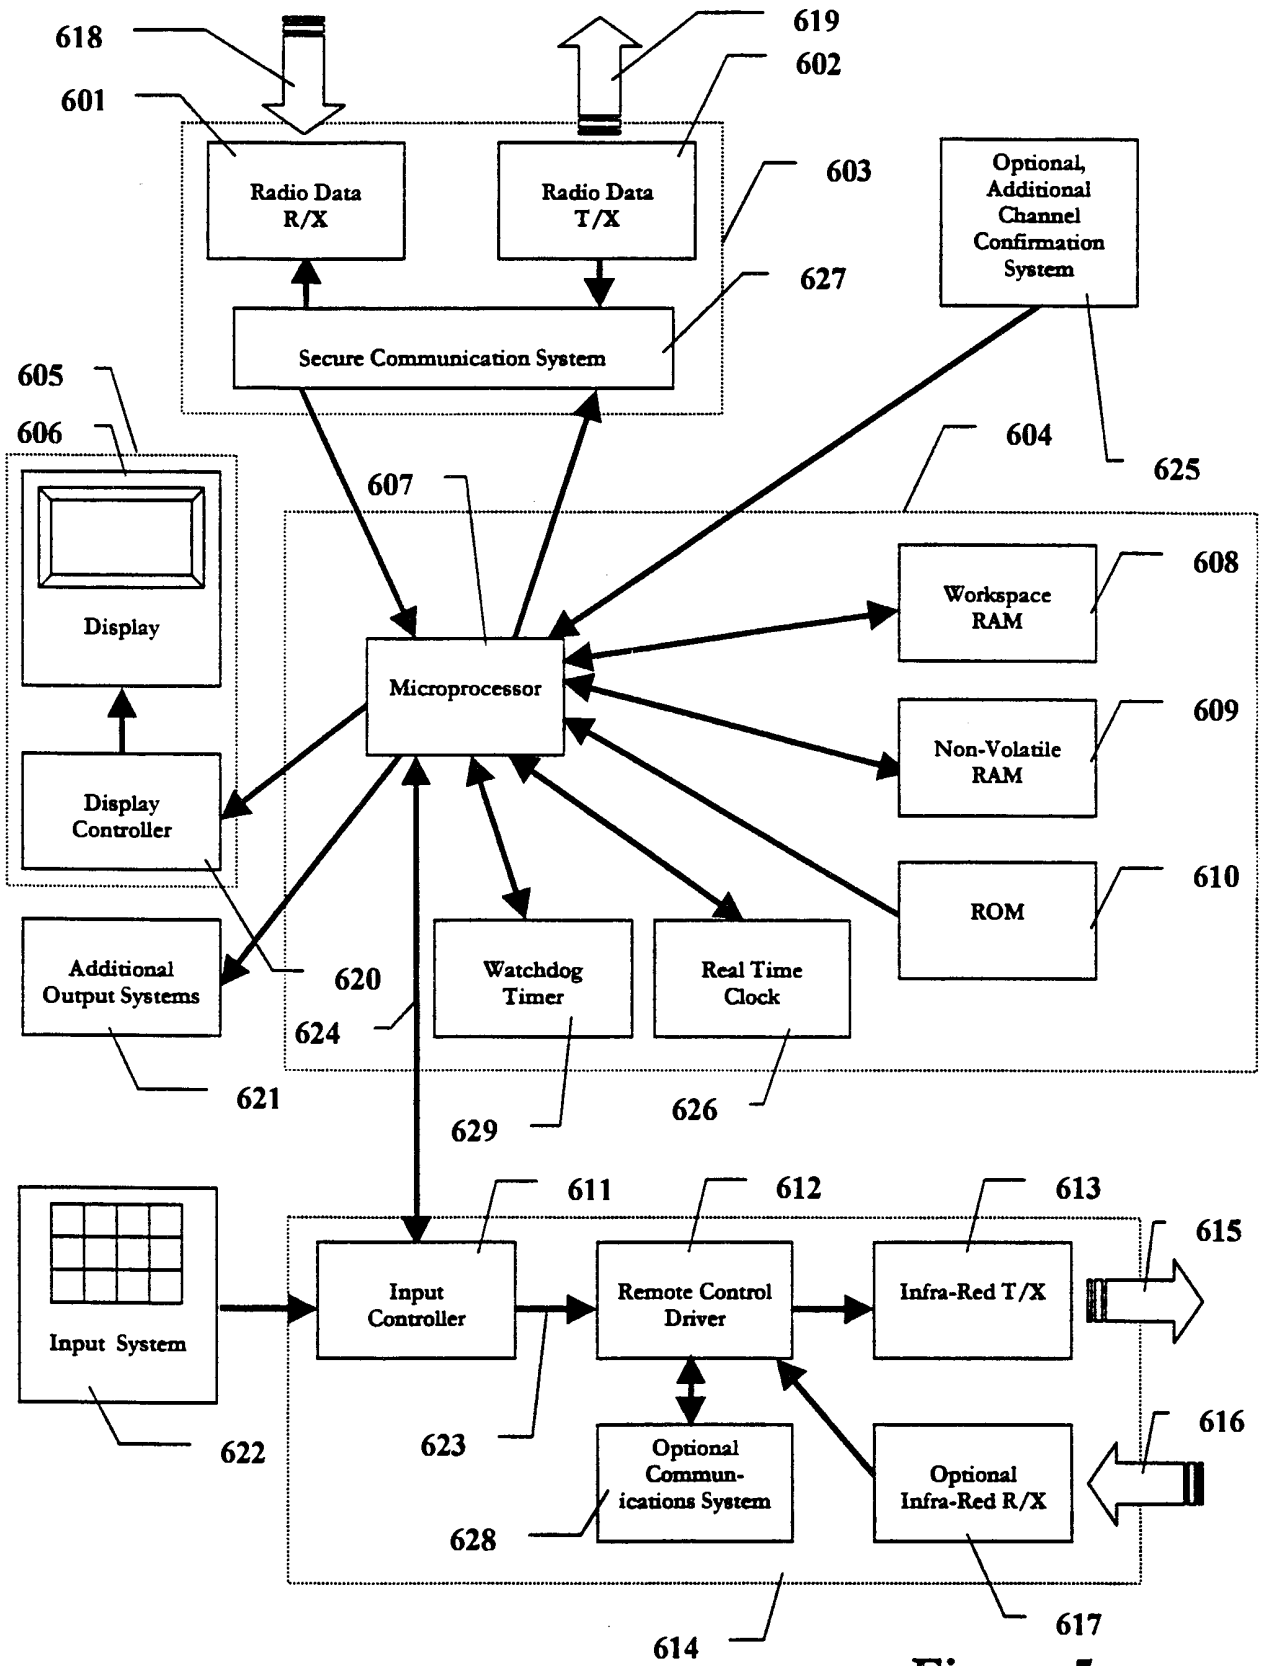 618
619
602
601
Radio Data
R/X
Radio Data
T/X
603
Optional,
Additional
Channel
Confirmation
System
627
Secure Communication System
605
606
604
625
607
608
Workspace
RAM
Display
Microprocessor
609
Non-Volatile
RAM
Display
Controller
610
ROM
Additional
Output Systems
620
Watchdog
Timer
Real Time
Clock
624
621
629
626
611
612
613
615
Input
Controller
Remote Control
Driver
Infra-Red T/X
Input System
616
622
623
Optional
Commun-
ications System
Optional
Infra-Red R/X
628
617
614